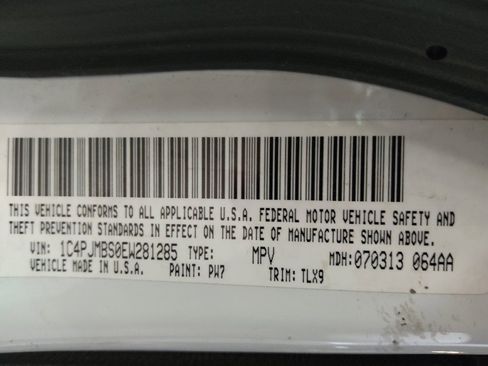 THIS VEHICLE CONFORMS TO ALL APPLICABLE U.S.A. FEDERAL MOTOR VEHICLE SAFETY AND
THEFT PREVENTION STANDARDS IN EFFECT ON THE DATE OF MANUFACTURE SHOWN ABOVE.
VIN: 1C4PJMBS0EW281285 TYPE: MPV MDH: 070313 064AA
VEHICLE MADE IN U.S.A. PAINT: PW7 TRIM: TLX9